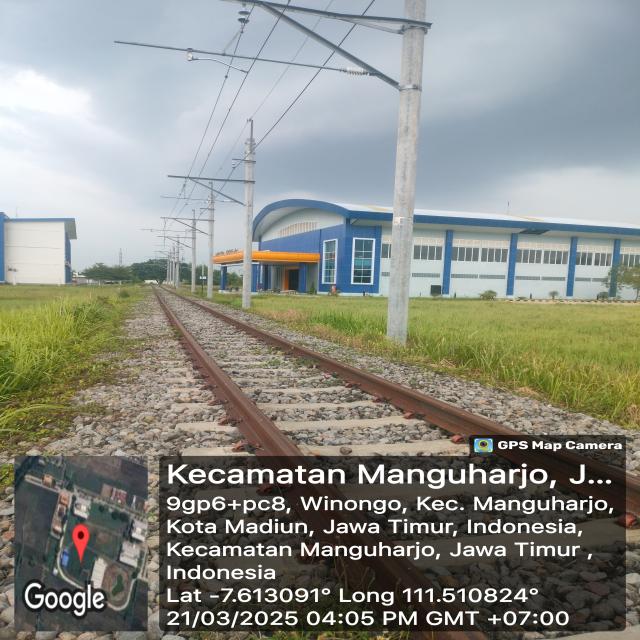 GPS Map Camera
Kecamatan Manguharjo, J...
9gp6+pc8, Winongo, Kec. Manguharjo,
Kota Madiun, Jawa Timur, Indonesia,
Kecamatan Manguharjo, Jawa Timur ,
Indonesia
Lat -7.613091° Long 111.510824°
21/03/2025 04:05 PM GMT +07:00
Google